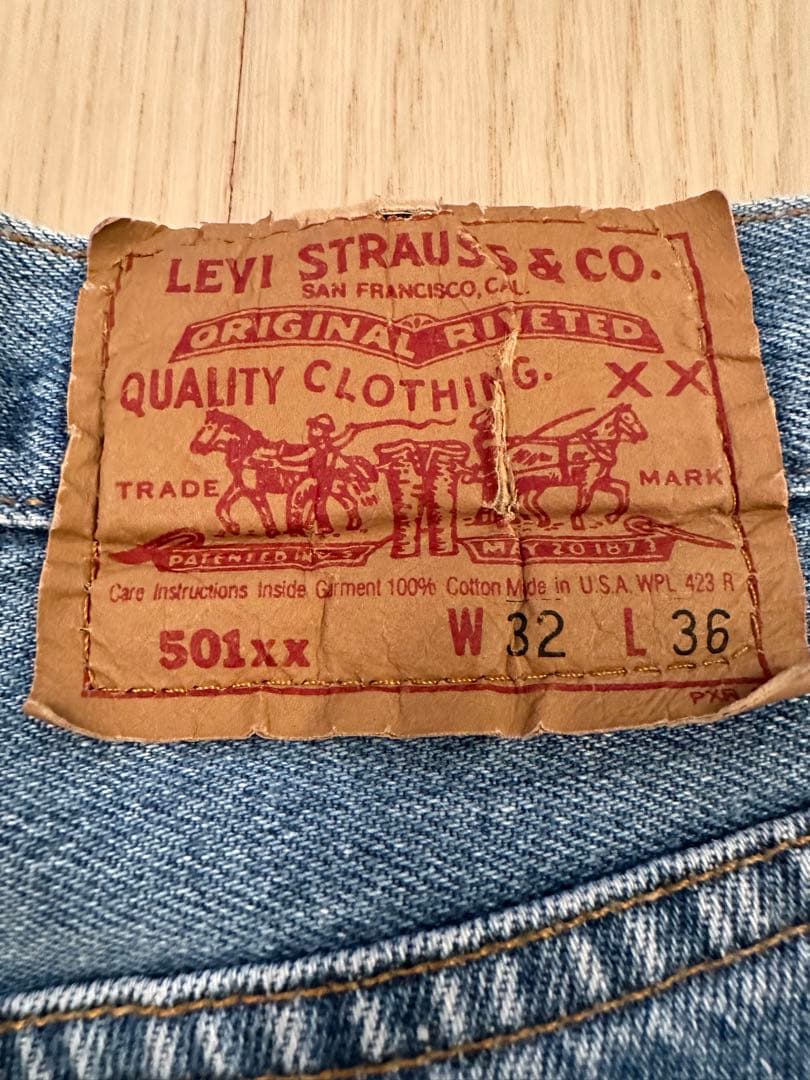 LEVI STRAUSS & CO.
SAN FRANCISCO, CAL.
ORIGINAL RIVETED
QUALITY CLOTHING. XX
TRADE MARK
PATENTED IN U.S. MAY 20 1873
Care Instructions Inside Garment 100% Cotton Made in U.S.A. WPL 423 R
501xx W 32 L 36